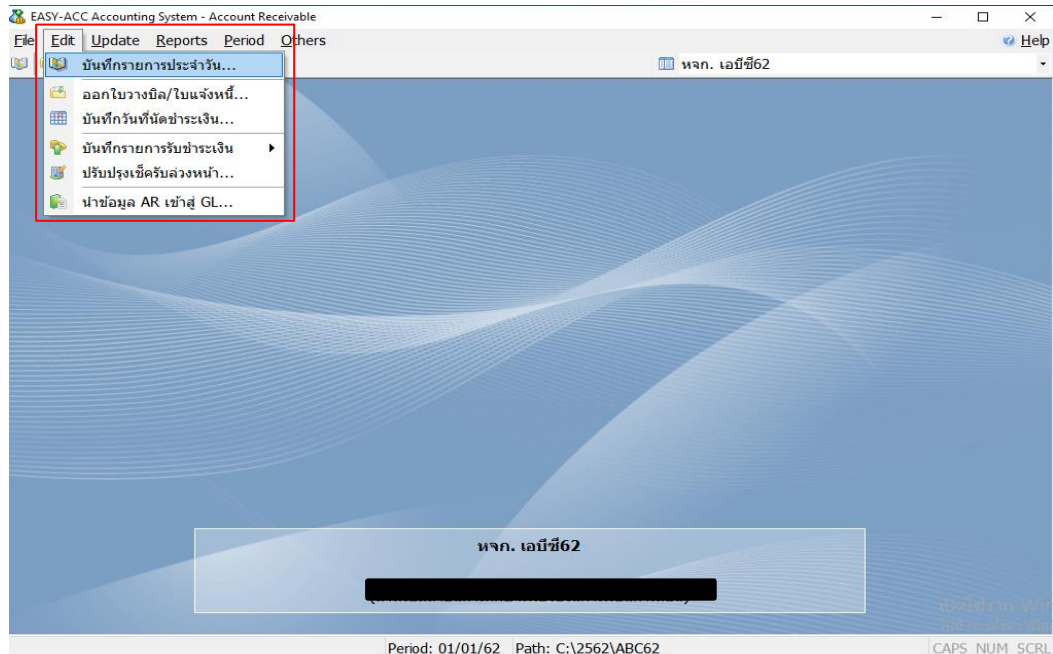 EASY-ACC Accounting System - Account Receivable
File Edit Update Reports Period Others Help
หจก. เอบีซี62
บันทึกรายการประจำวัน...
ออกใบวางบิล/ใบแจ้งหนี้...
บันทึกวันที่นัดชำระเงิน...
บันทึกรายการรับชำระเงิน
ปรับปรุงเช็ครับล่วงหน้า...
นำข้อมูล AR เข้าสู่ GL...
หจก. เอบีซี62
Period: 01/01/62 Path: C:\2562\ABC62 CAPS NUM SCRL